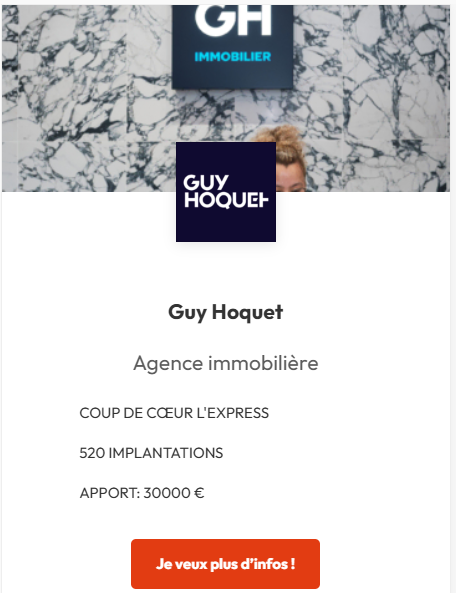 GH
IMMOBILIER
GUY
HOQUET
Guy Hoquet
Agence immobilière
COUP DE CŒUR L'EXPRESS
520 IMPLANTATIONS
APPORT: 30000 €
Je veux plus d'infos !